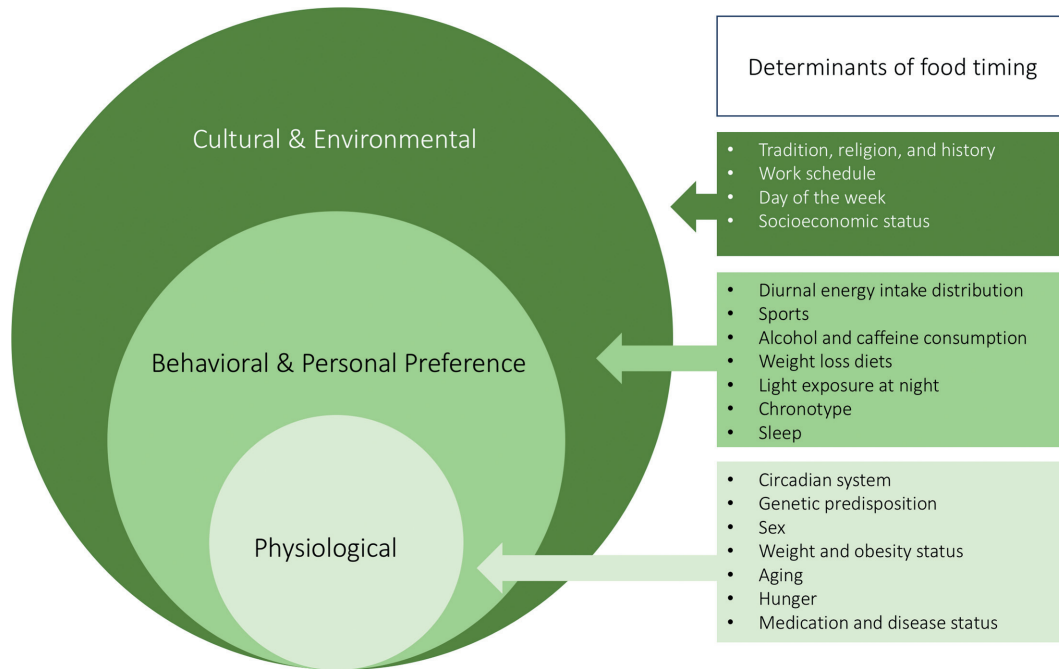 Determinants of food timing
Cultural & Environmental
• Tradition, religion, and history
• Work schedule
• Day of the week
• Socioeconomic status
Behavioral & Personal Preference
• Diurnal energy intake distribution
• Sports
• Alcohol and caffeine consumption
• Weight loss diets
• Light exposure at night
• Chronotype
• Sleep
Physiological
• Circadian system
• Genetic predisposition
• Sex
• Weight and obesity status
• Aging
• Hunger
• Medication and disease status